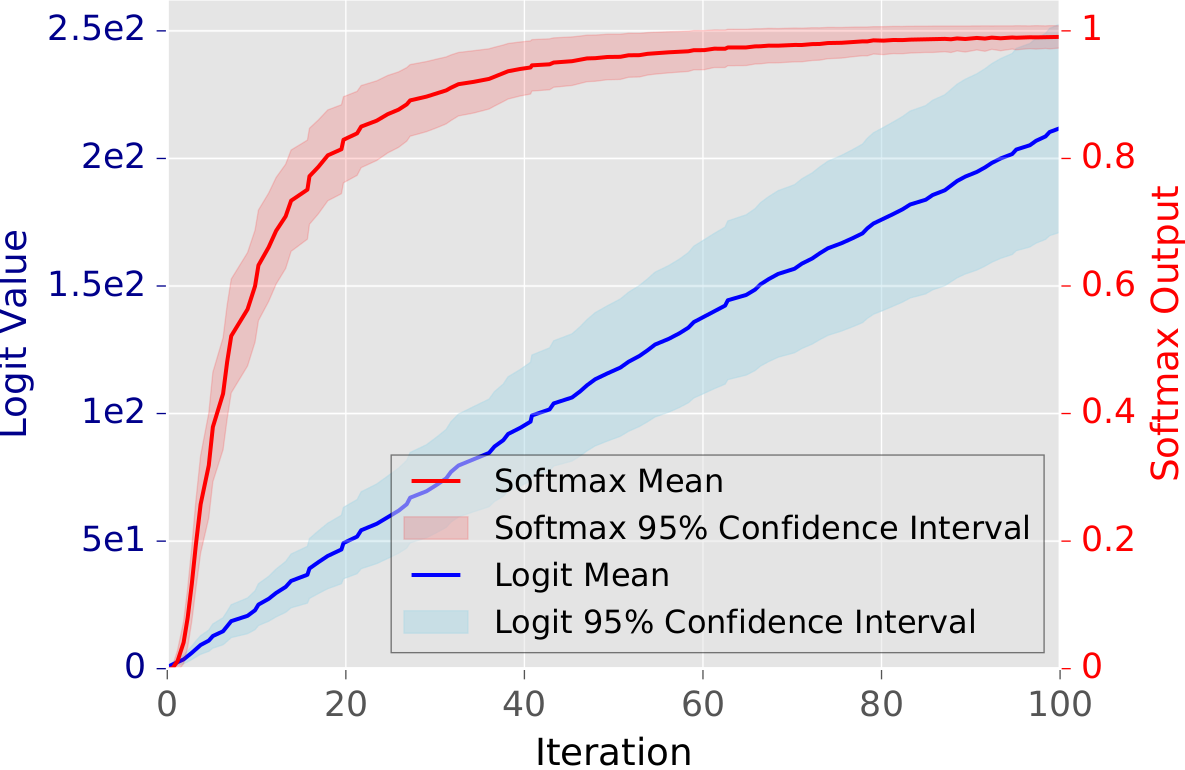 2.5e2
2e2
1.5e2
1e2
5e1
0
Logit Value
1
0.8
0.6
0.4
0.2
0
Softmax Output
Softmax Mean
Softmax 95% Confidence Interval
Logit Mean
Logit 95% Confidence Interval
0 20 40 60 80 100
Iteration